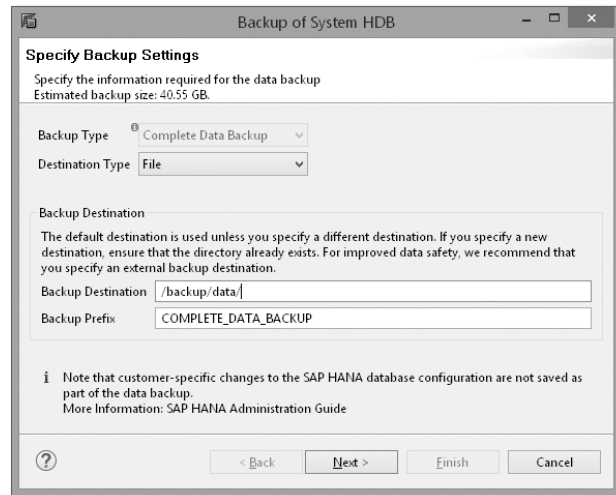 Backup of System HDB
Specify Backup Settings
Specify the information required for the data backup
Estimated backup size: 40.55 GB.
Backup Type Complete Data Backup
Destination Type File
Backup Destination
The default destination is used unless you specify a different destination. If you specify a new
destination, ensure that the directory already exists. For improved data safety, we recommend that
you specify an external backup destination.
Backup Destination /backup/data/
Backup Prefix COMPLETE_DATA_BACKUP
i Note that customer-specific changes to the SAP HANA database configuration are not saved as
part of the data backup.
More Information: SAP HANA Administration Guide
? < Back Next > Finish Cancel